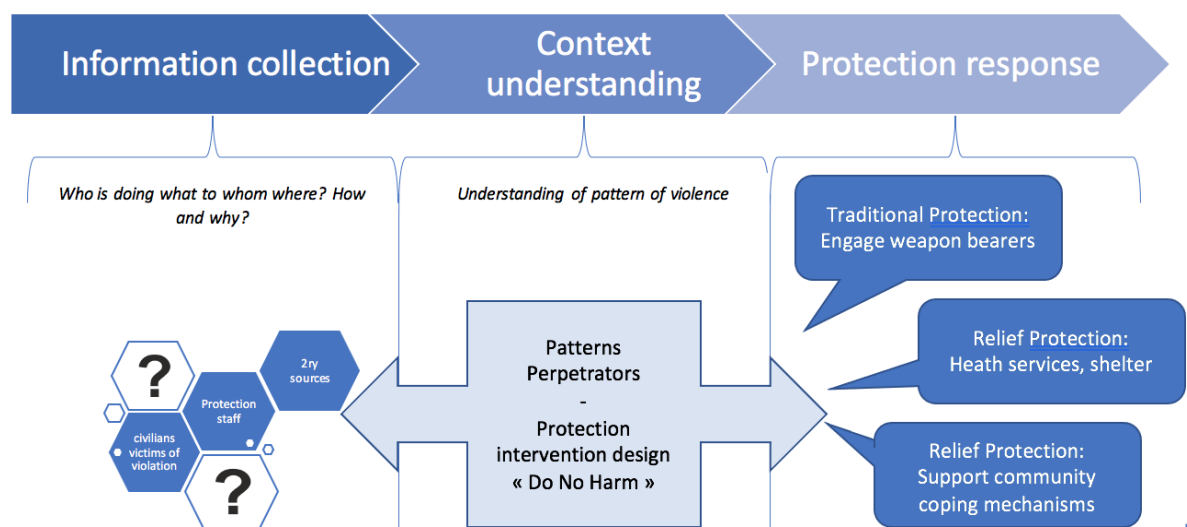 Information collection
Context
understanding
Protection response
Who is doing what to whom where? How
and why?
Understanding of pattern of violence
?
2ry
sources
Protection
staff
civilians
victims of
violation
?
Patterns
Perpetrators
-
Protection
intervention design
« Do No Harm »
Traditional Protection:
Engage weapon bearers
Relief Protection:
Heath services, shelter
Relief Protection:
Support community
coping mechanisms